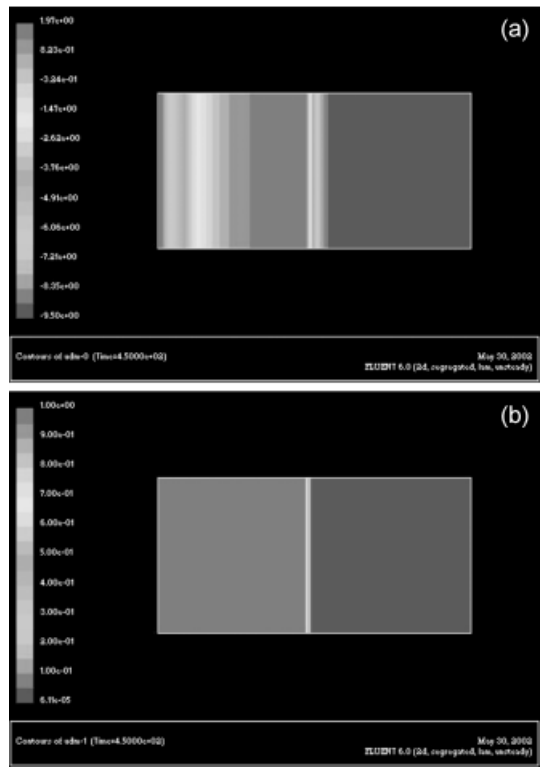 (a)
1.97e+00
8.23e-01
-3.24e-01
-1.47e+00
-2.62e+00
-3.76e+00
-4.91e+00
-6.06e+00
-7.21e+00
-8.35e+00
-9.50e+00
Contours of udm-0 (Time=4.5000e+02)
May 30, 2002
FLUENT 6.0 (2d, segregated, lam, unsteady)
(b)
1.00e+00
9.00e-01
8.00e-01
7.00e-01
6.00e-01
5.00e-01
4.00e-01
3.00e-01
2.00e-01
1.00e-01
6.11e-05
Contours of udm-1 (Time=4.5000e+02)
May 30, 2002
FLUENT 6.0 (2d, segregated, lam, unsteady)